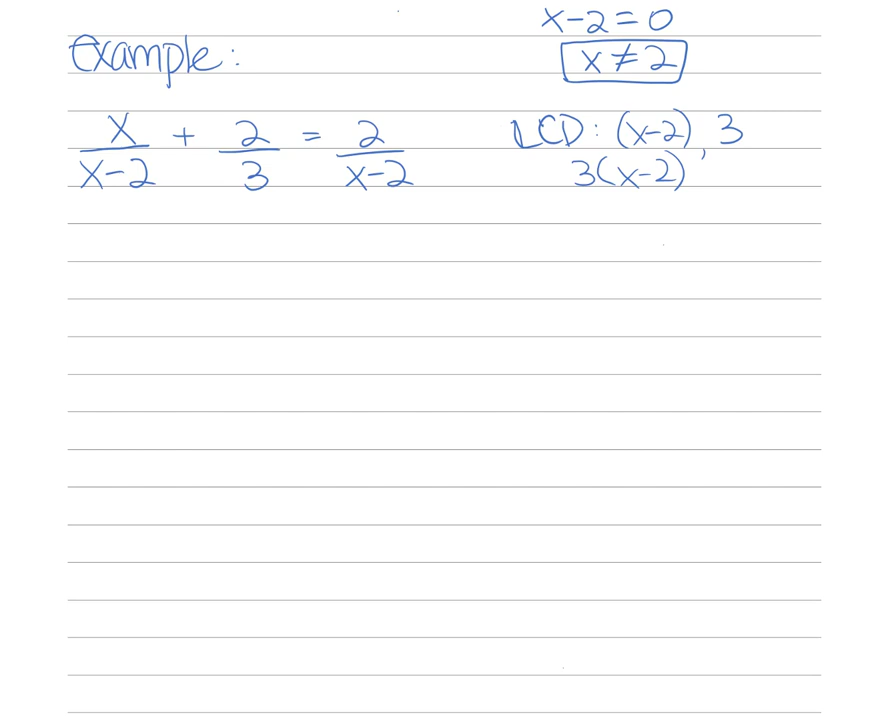 x-2=0
Example:
x≠2
x/(x-2) + 2/3 = 2/(x-2)
LCD: (x-2), 3
3(x-2)